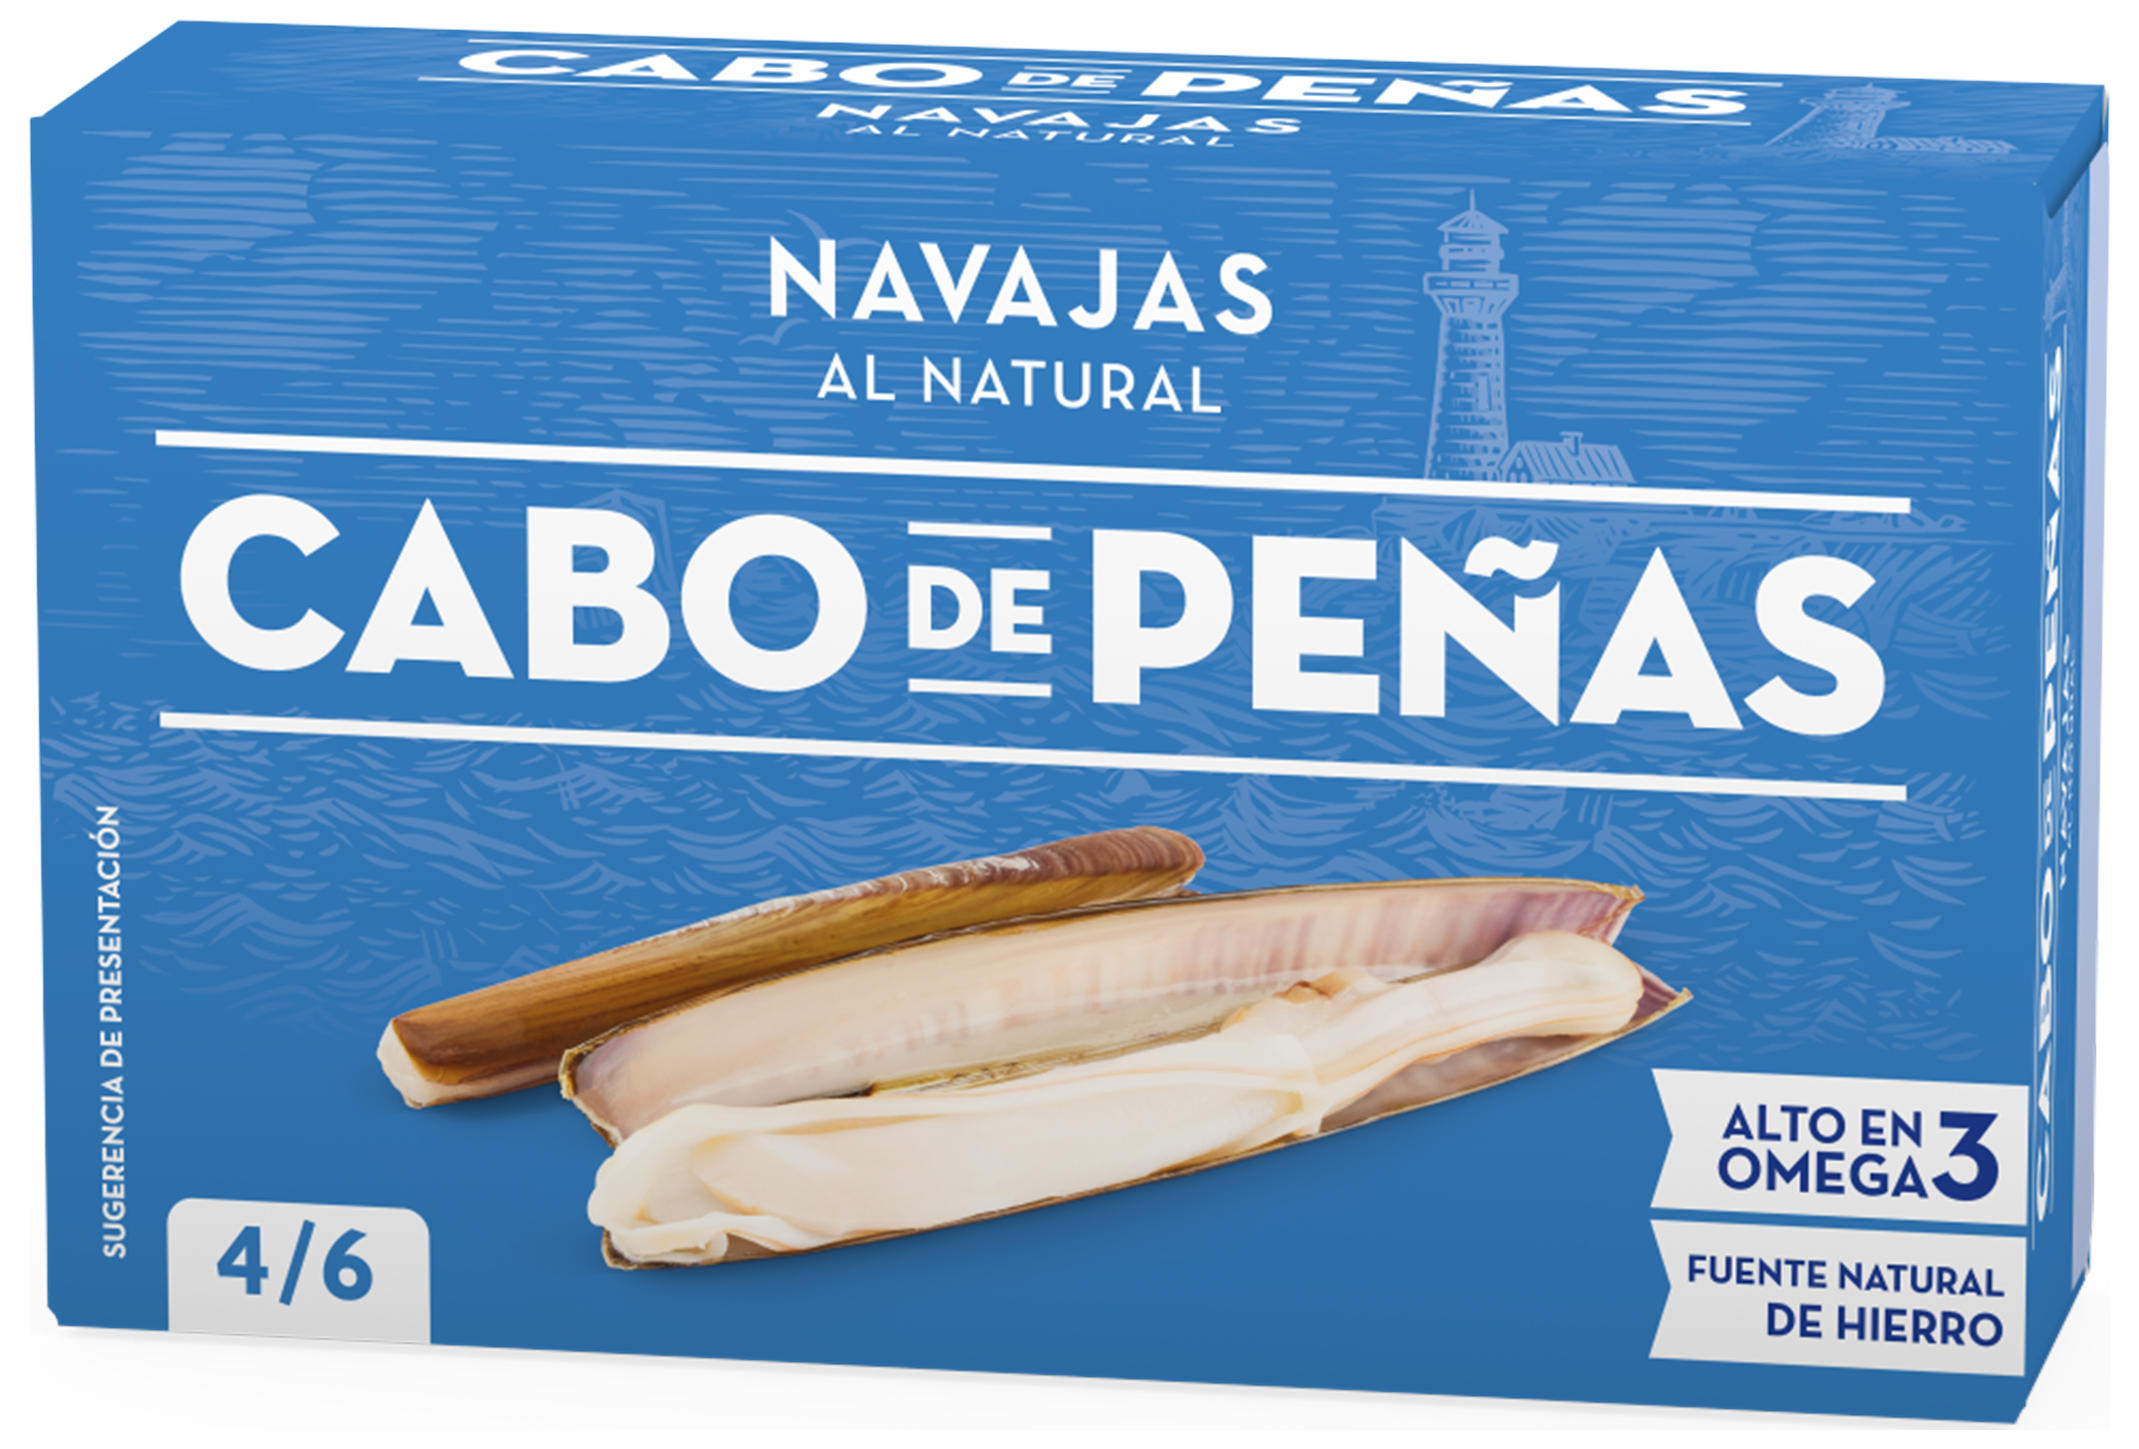 CABO DE PEÑAS
NAVAJAS
AL NATURAL
NAVAJAS
AL NATURAL
CABO DE PEÑAS
SUGERENCIA DE PRESENTACIÓN
4/6
ALTO EN
OMEGA 3
FUENTE NATURAL
DE HIERRO
CABO DE PEÑAS